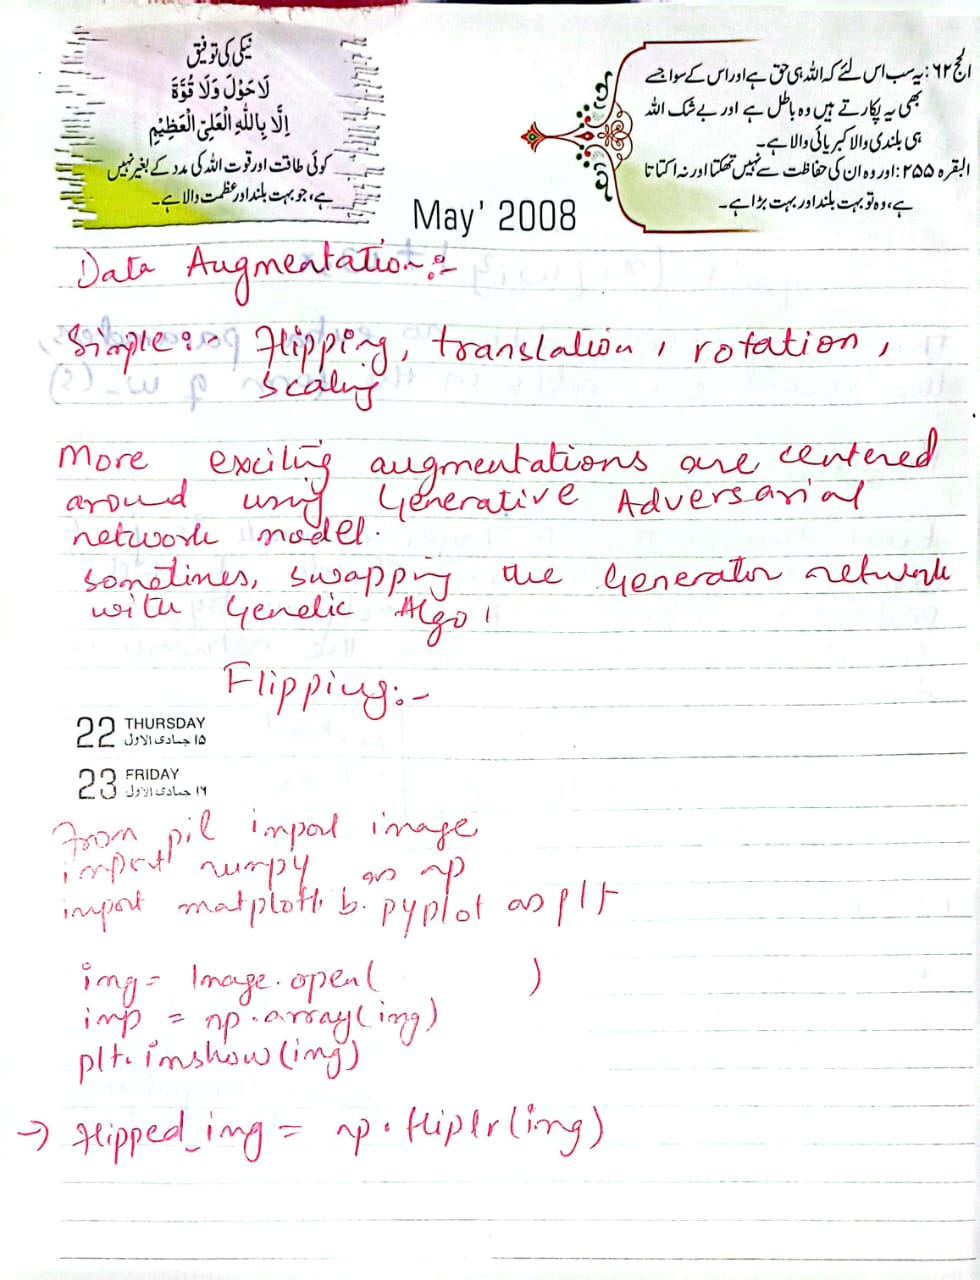 نیکی کی توفیق
لَا حَوْلَ وَلَا قُوَّةَ
اِلَّا بِاللّٰهِ الْعَلِیِّ الْعَظِیْمِ
کوئی طاقت اور قوت اللہ کی مدد کے بغیر نہیں
ہے، جو بہت بلند اور عظمت والا ہے۔
الحج ۶۲: یہ سب اس لئے کہ اللہ ہی حق ہے اور اس کے سوا جسے
بھی یہ پکارتے ہیں وہ باطل ہے اور بے شک اللہ
ہی بلندی والا کبریائی والا ہے۔
البقرہ ۲۵۵: اور وہ ان کی حفاظت سے نہیں تھکتا اور نہ اکتاتا
ہے، وہ تو بہت بلند اور بہت بڑا ہے۔
May' 2008
Data Augmentation:-
Simple:- Flipping, translation, rotation,
scaling
More exciting augmentations are centered
around using Generative Adversarial
network model.
sometimes, swapping the Generator network
with Genetic Algo
Flipping:-
22 THURSDAY
۱۵ جمادی الاول
23 FRIDAY
۱۶ جمادی الاول
From pil import image
import numpy as np
import matplotlib.pyplot as plt
img = Image.open( )
imp = np.array(img)
plt.imshow(img)
→ flipped_img = np.fliplr(img)